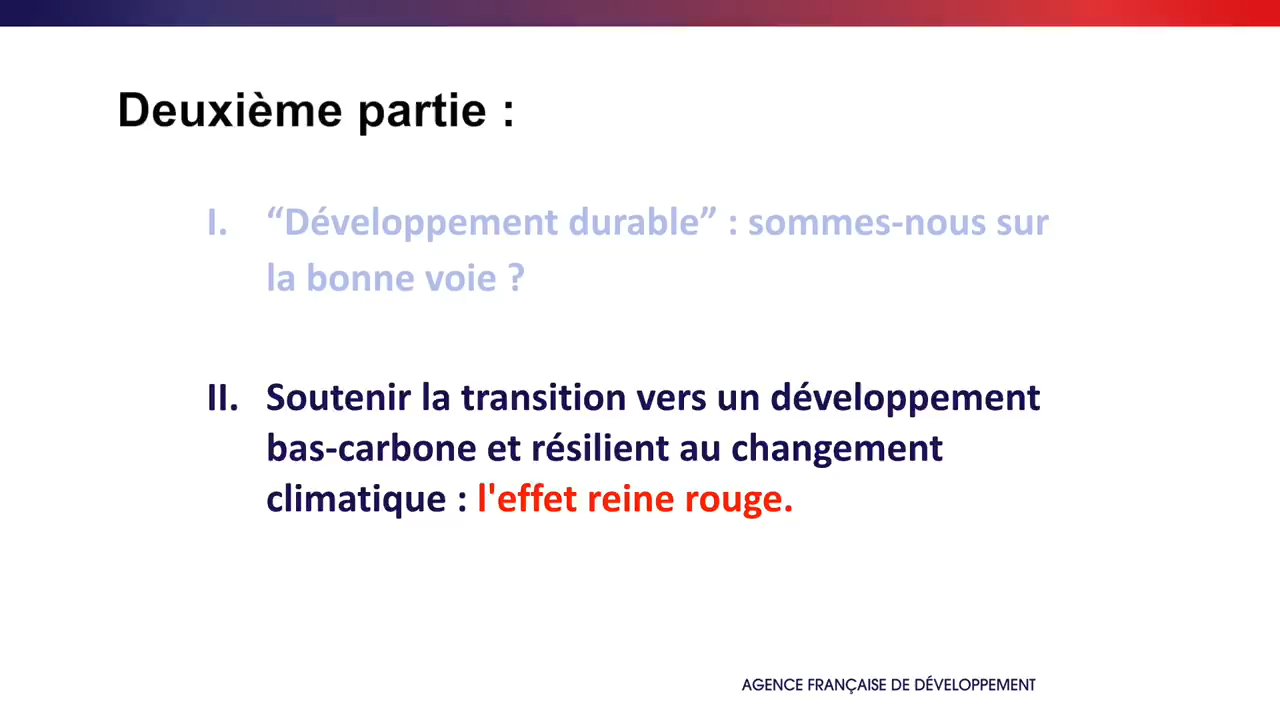 Deuxième partie :
I. “Développement durable” : sommes-nous sur
la bonne voie ?
II. Soutenir la transition vers un développement
bas-carbone et résilient au changement
climatique : l'effet reine rouge.
AGENCE FRANÇAISE DE DÉVELOPPEMENT